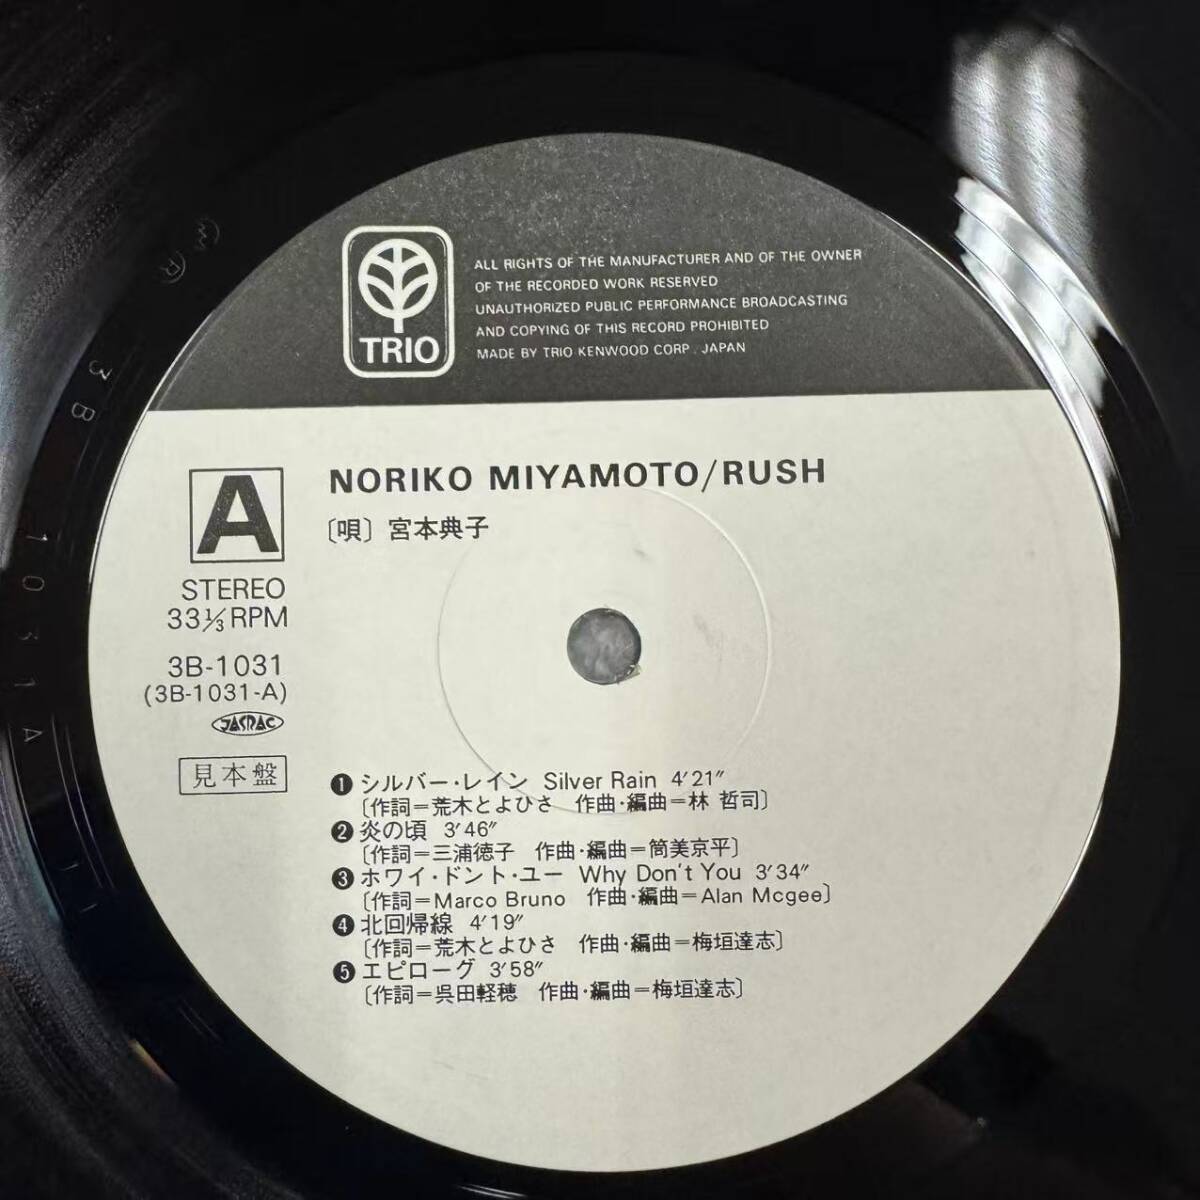 TRIO
ALL RIGHTS OF THE MANUFACTURER AND OF THE OWNER
OF THE RECORDED WORK RESERVED
UNAUTHORIZED PUBLIC PERFORMANCE BROADCASTING
AND COPYING OF THIS RECORD PROHIBITED
MADE BY TRIO KENWOOD CORP. JAPAN
A
STEREO
33⅓RPM
3B-1031
(3B-1031-A)
JASRAC
見本盤
NORIKO MIYAMOTO/RUSH
〔唄〕宮本典子
❶シルバー・レイン Silver Rain 4′21″
〔作詞=荒木とよひさ 作曲・編曲=林 哲司〕
❷炎の頃 3′46″
〔作詞=三浦徳子 作曲・編曲=筒美京平〕
❸ホワイ・ドント・ユー Why Don't You 3′34″
〔作詞=Marco Bruno 作曲・編曲=Alan Mcgee〕
❹北回帰線 4′19″
〔作詞=荒木とよひさ 作曲・編曲=梅垣達志〕
❺エピローグ 3′58″
〔作詞=呉田軽穂 作曲・編曲=梅垣達志〕
3B 1031A